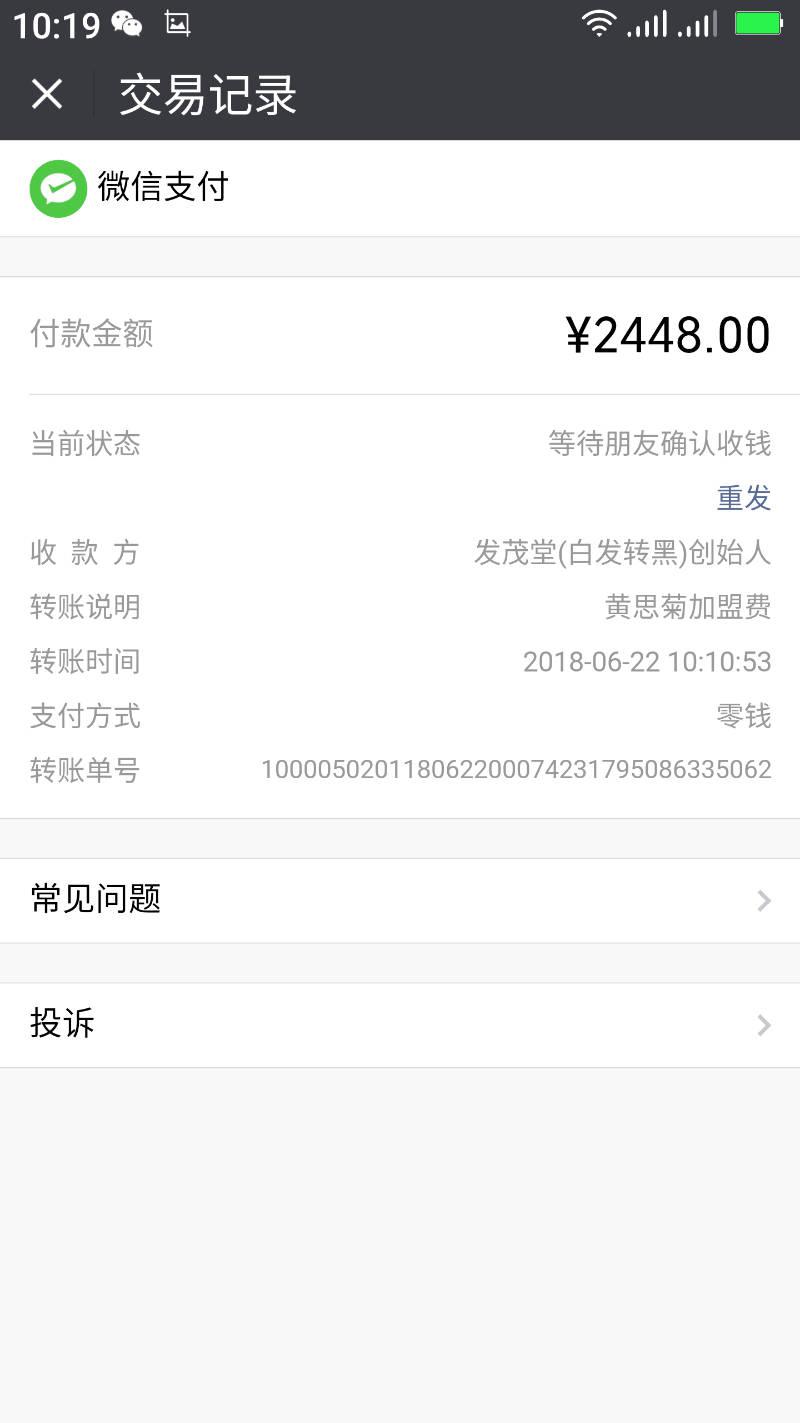 10:19
交易记录
微信支付
付款金额 ¥2448.00
当前状态 等待朋友确认收钱
重发
收款方 发茂堂(白发转黑)创始人
转账说明 黄思菊加盟费
转账时间 2018-06-22 10:10:53
支付方式 零钱
转账单号 1000050201180622000742317950863350​62
常见问题
投诉